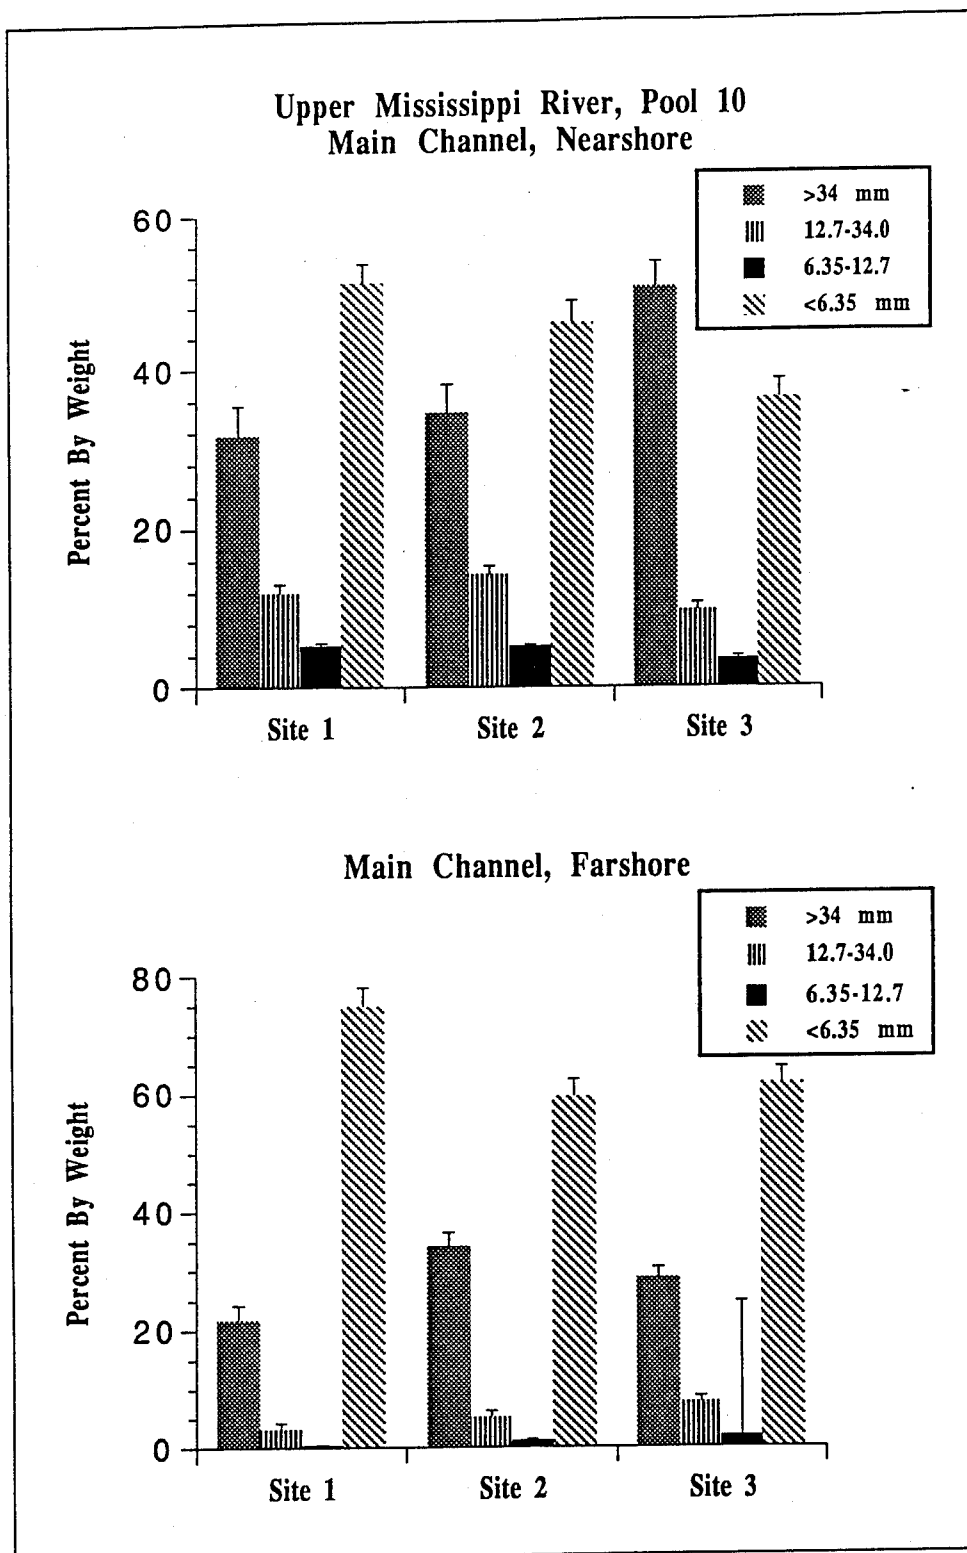 Upper Mississippi River, Pool 10
Main Channel, Nearshore
>34 mm
12.7-34.0
6.35-12.7
<6.35 mm
60
40
20
0
Percent By Weight
Site 1
Site 2
Site 3
Main Channel, Farshore
>34 mm
12.7-34.0
6.35-12.7
<6.35 mm
80
60
40
20
0
Percent By Weight
Site 1
Site 2
Site 3